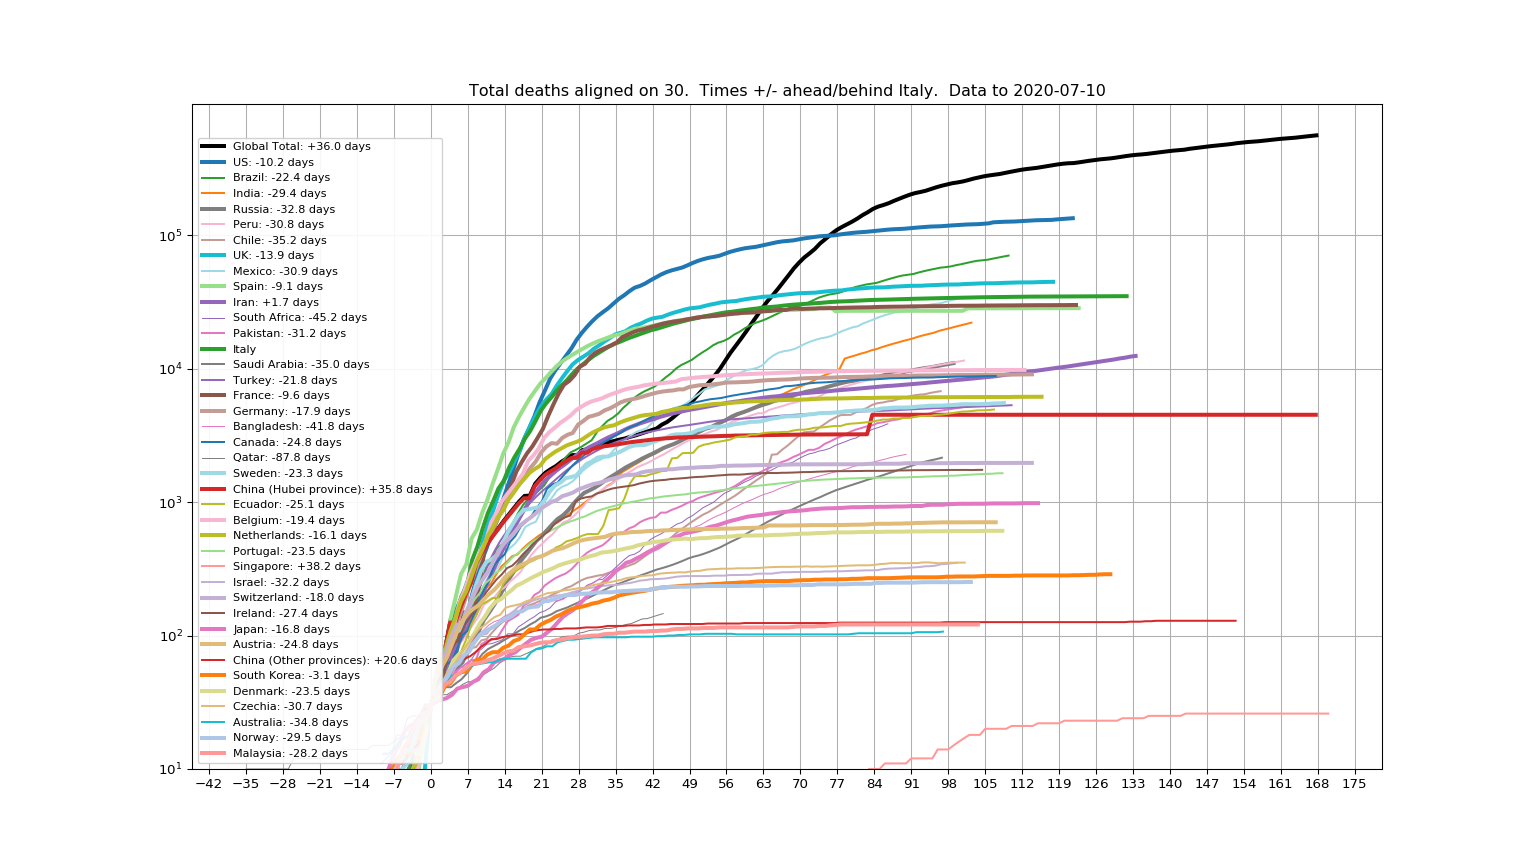 Total deaths aligned on 30.  Times +/- ahead/behind Italy.  Data to 2020-07-10
Global Total: +36.0 days
US: -10.2 days
Brazil: -22.4 days
India: -29.4 days
Russia: -32.8 days
Peru: -30.8 days
Chile: -35.2 days
UK: -13.9 days
Mexico: -30.9 days
Spain: -9.1 days
Iran: +1.7 days
South Africa: -45.2 days
Pakistan: -31.2 days
Italy
Saudi Arabia: -35.0 days
Turkey: -21.8 days
France: -9.6 days
Germany: -17.9 days
Bangladesh: -41.8 days
Canada: -24.8 days
Qatar: -87.8 days
Sweden: -23.3 days
China (Hubei province): +35.8 days
Ecuador: -25.1 days
Belgium: -19.4 days
Netherlands: -16.1 days
Portugal: -23.5 days
Singapore: +38.2 days
Israel: -32.2 days
Switzerland: -18.0 days
Ireland: -27.4 days
Japan: -16.8 days
Austria: -24.8 days
China (Other provinces): +20.6 days
South Korea: -3.1 days
Denmark: -23.5 days
Czechia: -30.7 days
Australia: -34.8 days
Norway: -29.5 days
Malaysia: -28.2 days
10⁵
10⁴
10³
10²
10¹
−42 −35 −28 −21 −14 −7 0 7 14 21 28 35 42 49 56 63 70 77 84 91 98 105 112 119 126 133 140 147 154 161 168 175